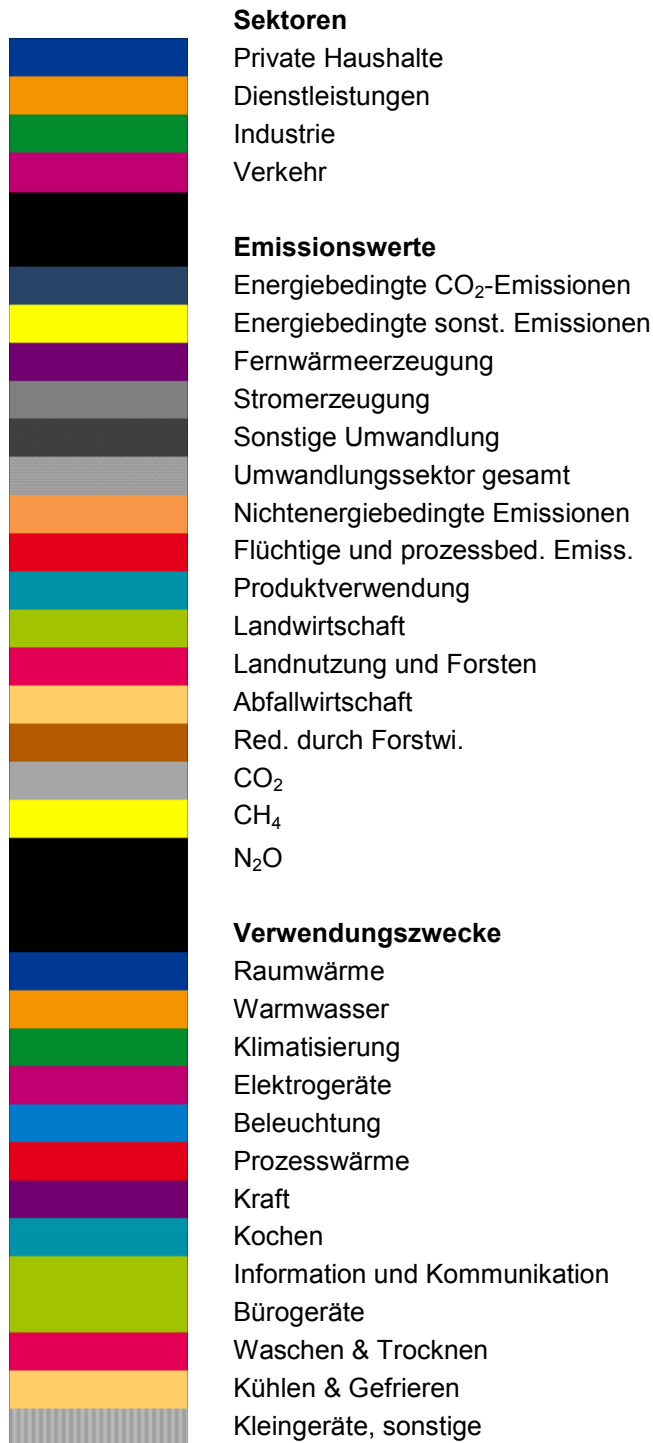 Sektoren
Private Haushalte
Dienstleistungen
Industrie
Verkehr
Emissionswerte
Energiebedingte CO₂-Emissionen
Energiebedingte sonst. Emissionen
Fernwärmeerzeugung
Stromerzeugung
Sonstige Umwandlung
Umwandlungssektor gesamt
Nichtenergiebedingte Emissionen
Flüchtige und prozessbed. Emiss.
Produktverwendung
Landwirtschaft
Landnutzung und Forsten
Abfallwirtschaft
Red. durch Forstwi.
CO₂
CH₄
N₂O
Verwendungszwecke
Raumwärme
Warmwasser
Klimatisierung
Elektrogeräte
Beleuchtung
Prozesswärme
Kraft
Kochen
Information und Kommunikation
Bürogeräte
Waschen & Trocknen
Kühlen & Gefrieren
Kleingeräte, sonstige